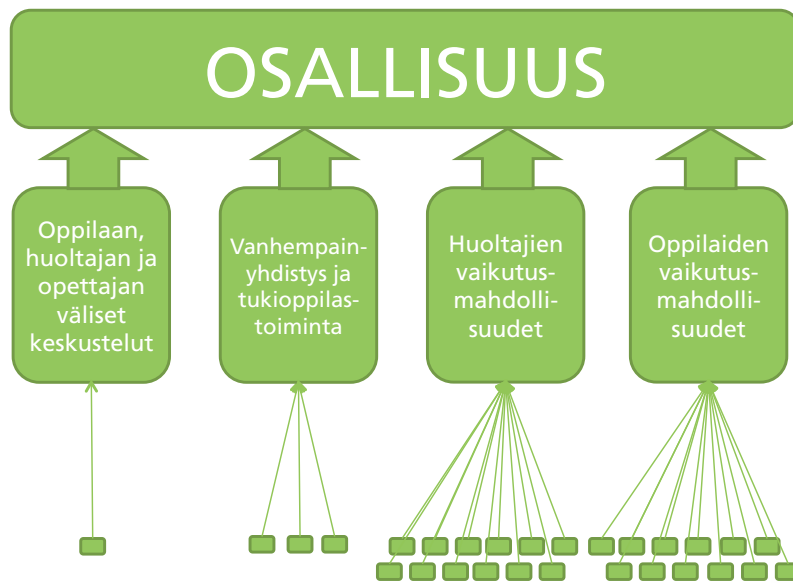 OSALLISUUS
Oppilaan,
huoltajan ja
opettajan
väliset
keskustelut
Vanhempain-
yhdistys ja
tukioppilas-
toiminta
Huoltajien
vaikutus-
mahdolli-
suudet
Oppilaiden
vaikutus-
mahdolli-
suudet